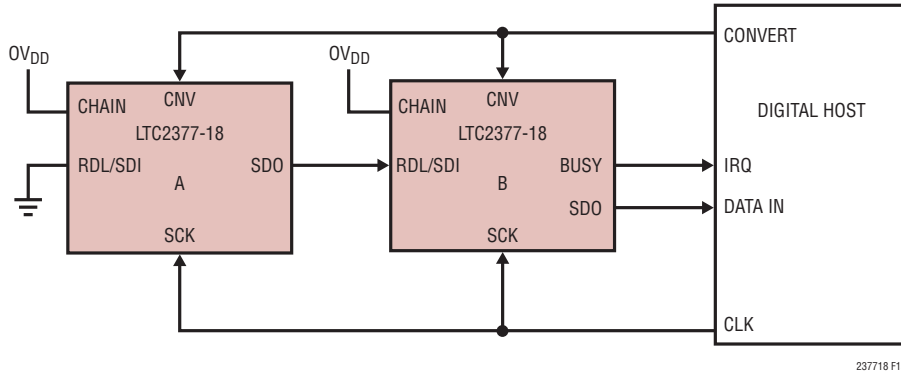 CONVERT
OVDD
OVDD
CHAIN
CNV
CHAIN
CNV
DIGITAL HOST
LTC2377-18
LTC2377-18
RDL/SDI
SDO
RDL/SDI
BUSY
IRQ
A
B
SDO
DATA IN
SCK
SCK
CLK
237718 F1